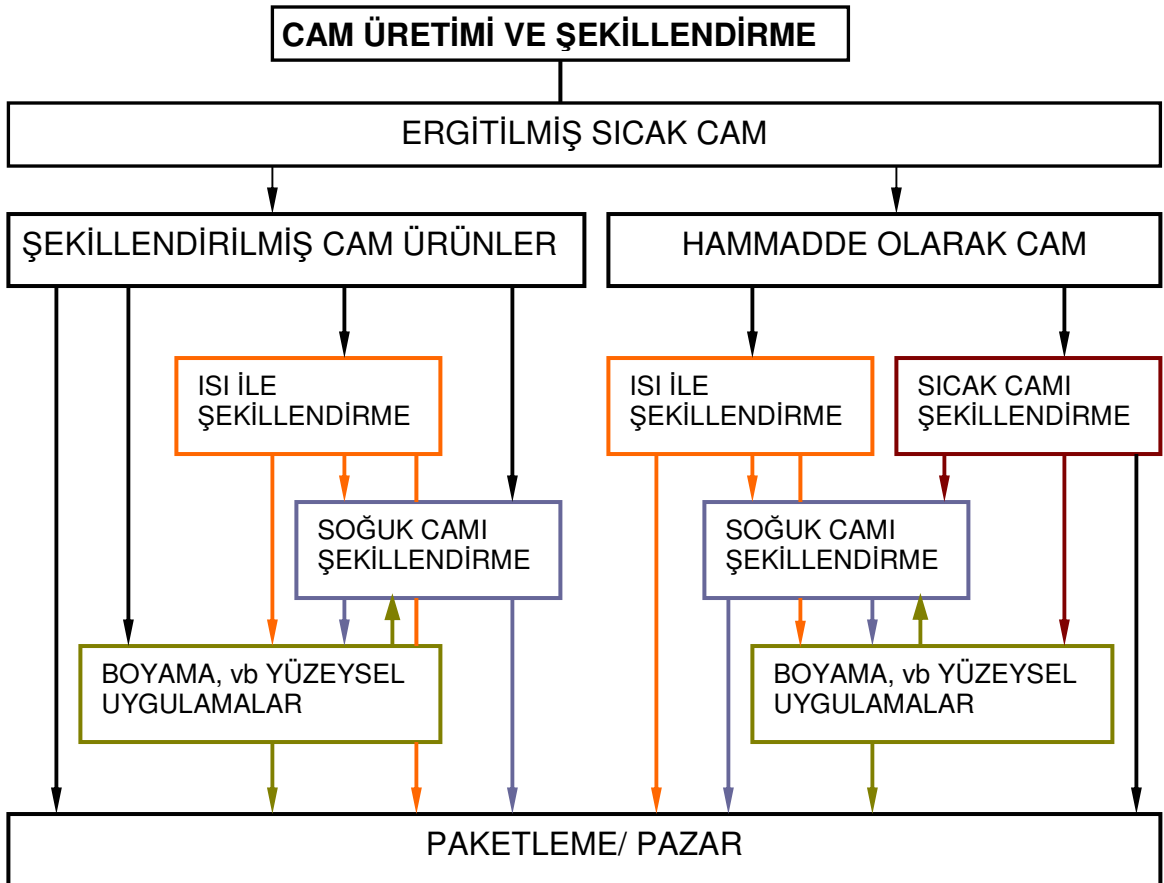 CAM ÜRETİMİ VE ŞEKİLLENDİRME
ERGİTİLMİŞ SICAK CAM
ŞEKİLLENDİRİLMİŞ CAM ÜRÜNLER
HAMMADDE OLARAK CAM
ISI İLE
ŞEKİLLENDİRME
ISI İLE
ŞEKİLLENDİRME
SICAK CAMI
ŞEKİLLENDİRME
SOĞUK CAMI
ŞEKİLLENDİRME
SOĞUK CAMI
ŞEKİLLENDİRME
BOYAMA, vb YÜZEYSEL
UYGULAMALAR
BOYAMA, vb YÜZEYSEL
UYGULAMALAR
PAKETLEME/ PAZAR